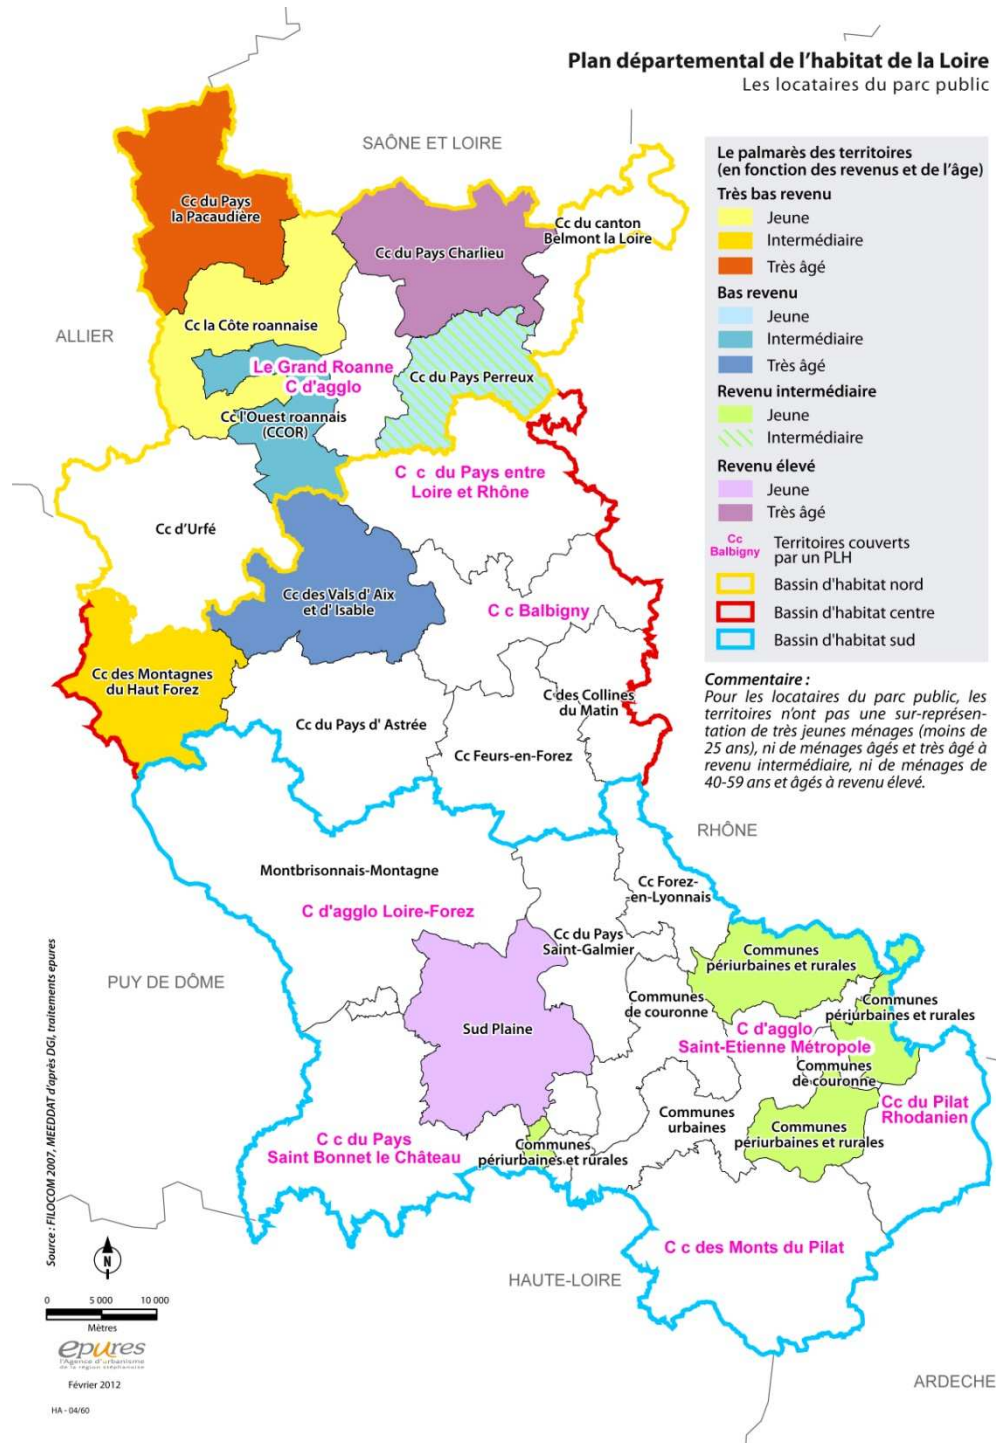 Plan départemental de l'habitat de la Loire
Les locataires du parc public
SAÔNE ET LOIRE
Cc du Pays
la Pacaudière
Cc du Pays Charlieu
Cc du canton
Belmont la Loire
ALLIER
Cc la Côte roannaise
Le Grand Roanne
C d'agglo
Cc du Pays Perreux
Cc l'Ouest roannais
(CCOR)
C c du Pays entre
Loire et Rhône
Cc d'Urfé
Cc des Vals d' Aix
et d' Isable
C c Balbigny
Cc des Montagnes
du Haut Forez
C des Collines
du Matin
Cc du Pays d' Astrée
Cc Feurs-en-Forez
Le palmarès des territoires
(en fonction des revenus et de l'âge)
Très bas revenu
Jeune
Intermédiaire
Très âgé
Bas revenu
Jeune
Intermédiaire
Très âgé
Revenu intermédiaire
Jeune
Intermédiaire
Revenu élevé
Jeune
Très âgé
Cc
Balbigny
Territoires couverts
par un PLH
Bassin d'habitat nord
Bassin d'habitat centre
Bassin d'habitat sud
Commentaire :
Pour les locataires du parc public, les
territoires n'ont pas une sur-représen-
tation de très jeunes ménages (moins de
25 ans), ni de ménages âgés et très âgé à
revenu intermédiaire, ni de ménages de
40-59 ans et âgés à revenu élevé.
RHÔNE
Montbrisonnais-Montagne
C d'agglo Loire-Forez
Cc Forez-
en-Lyonnais
Cc du Pays
Saint-Galmier
Communes
périurbaines et rurales
PUY DE DÔME
Communes
de couronne
Communes
périurbaines et rurales
Sud Plaine
C d'agglo
Saint-Etienne Métropole
Communes
de couronne
Cc du Pilat
Rhodanien
Communes
urbaines
Communes
périurbaines et rurales
C c du Pays
Saint Bonnet le Château
Communes
périurbaines et rurales
C c des Monts du Pilat
HAUTE-LOIRE
ARDECHE
Source : FILOCOM 2007, MEEDDAT d'après DGI, traitements epures
N
0 5 000 10 000
Mètres
epures
l'Agence d'urbanisme
de la région stéphanoise
Février 2012
HA - 04/60